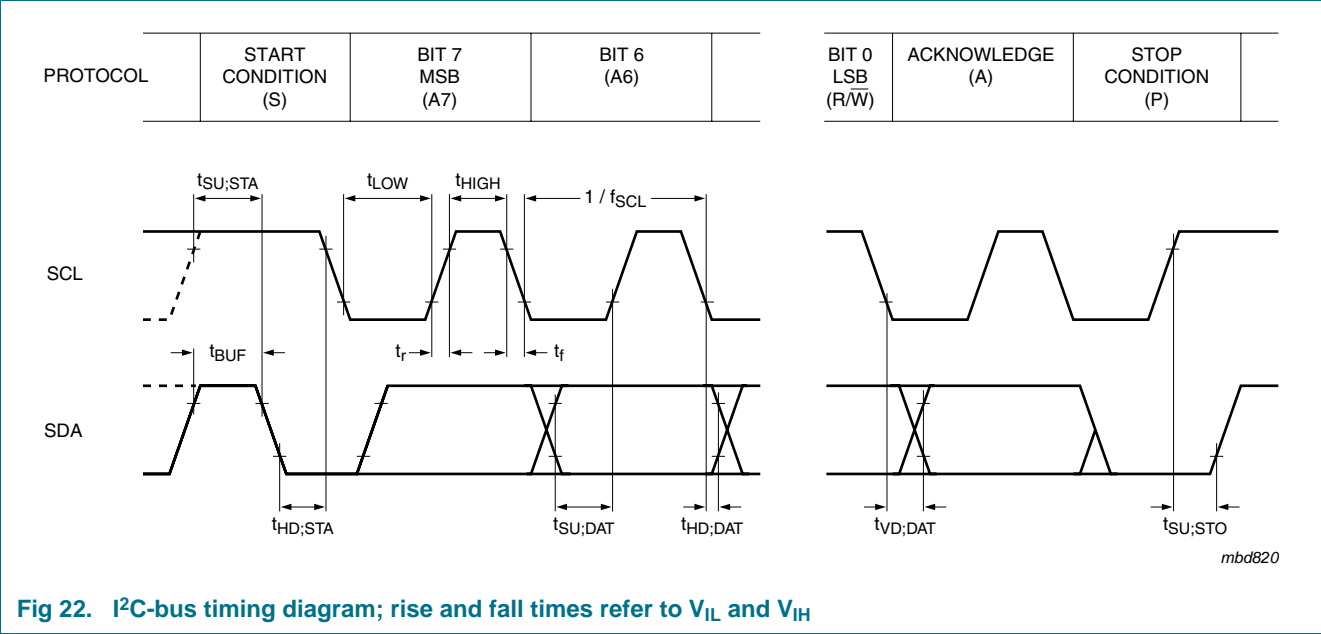 PROTOCOL
START
CONDITION
(S)
BIT 7
MSB
(A7)
BIT 6
(A6)
BIT 0
LSB
(R/W̅)
ACKNOWLEDGE
(A)
STOP
CONDITION
(P)
tSU;STA
tLOW
tHIGH
1 / fSCL
SCL
tBUF
tr
tf
SDA
tHD;STA
tSU;DAT
tHD;DAT
tVD;DAT
tSU;STO
mbd820
Fig 22. I²C-bus timing diagram; rise and fall times refer to VIL and VIH